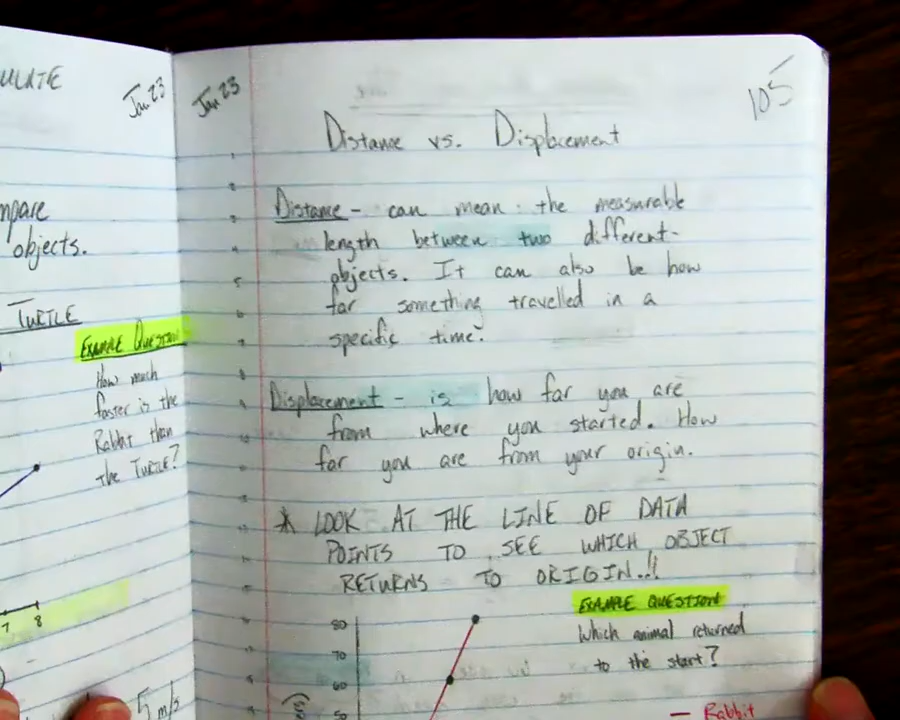 ULATE
Jan 23
mpare
objects.
TURTLE
EXAMPLE QUESTION
How much
faster is the
Rabbit than
the TURTLE?
7 8
5 m/s
Jan 23
105
Distance vs. Displacement
Distance - can mean the measurable
length between two different
objects. It can also be how
far something travelled in a
specific time.
Displacement - is how far you are
from where you started. How
far you are from your origin.
* LOOK AT THE LINE OF DATA
POINTS TO SEE WHICH OBJECT
RETURNS TO ORIGIN!!
EXAMPLE QUESTION
Which animal returned
to the start?
80
70
60
50
— Rabbit